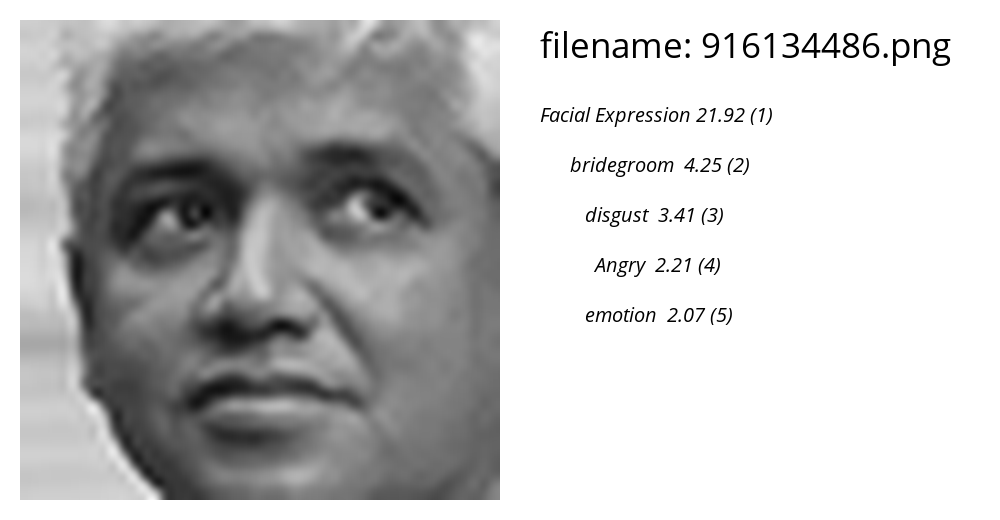 filename: 916134486.png
Facial Expression 21.92 (1)
bridegroom 4.25 (2)
disgust 3.41 (3)
Angry 2.21 (4)
emotion 2.07 (5)